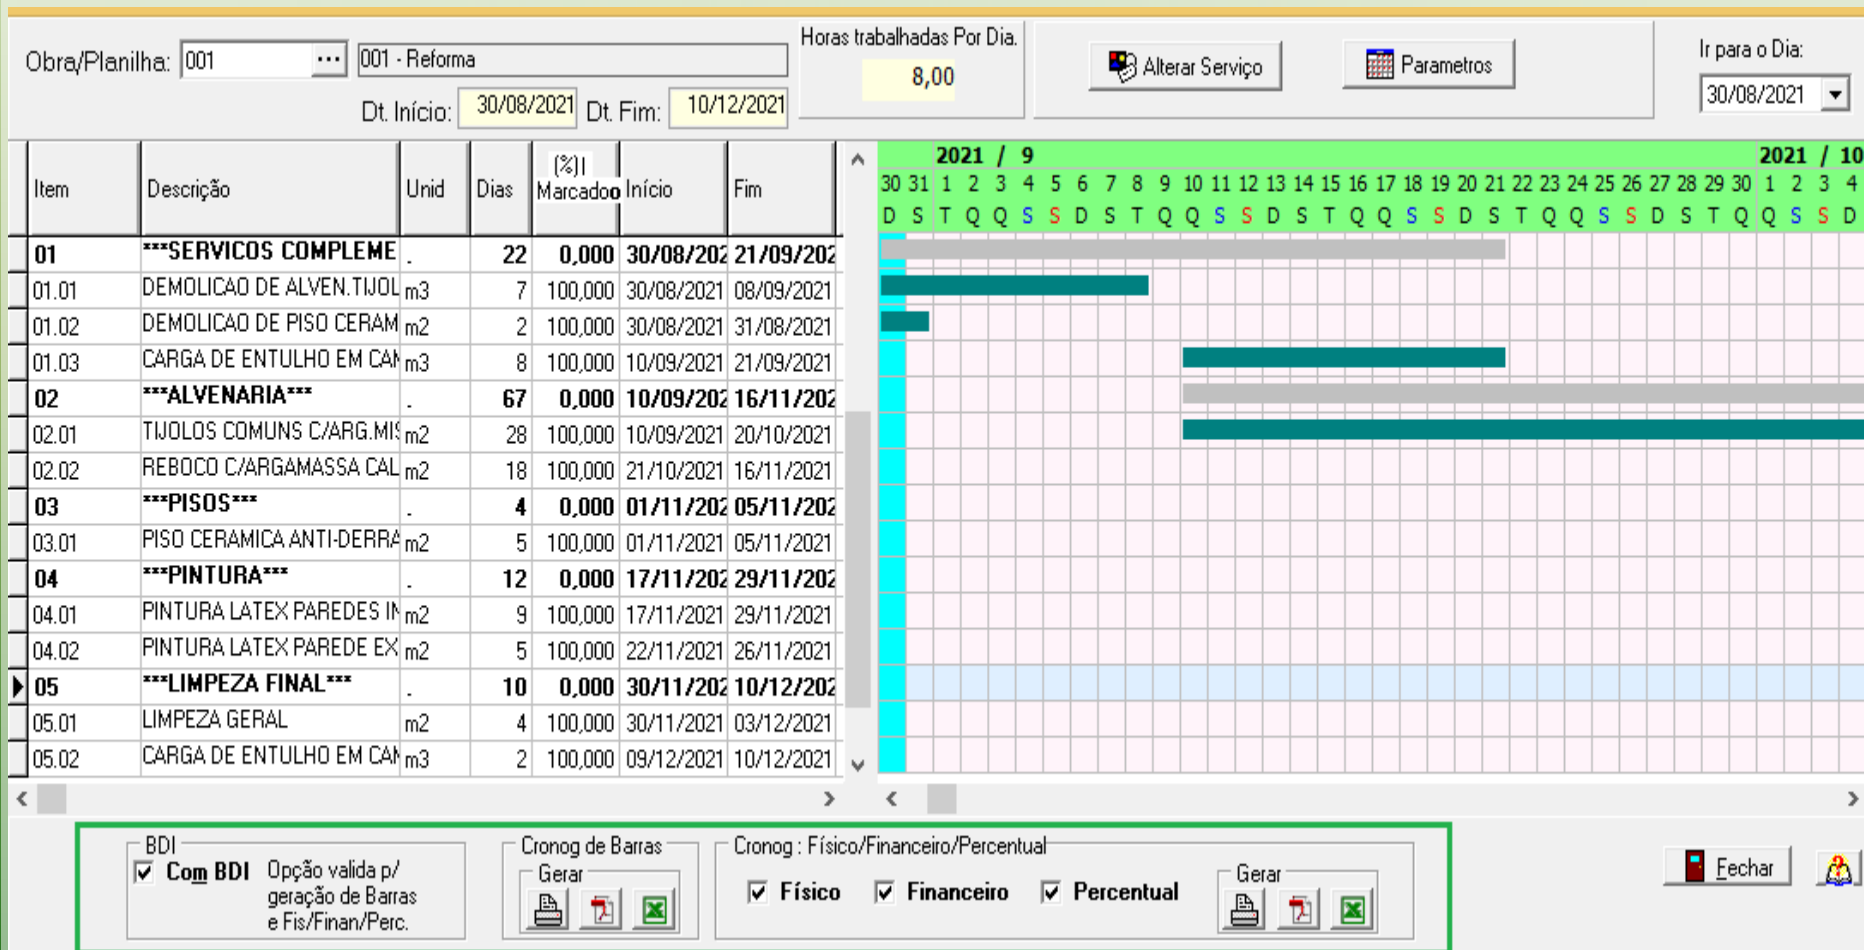 Obra/Planilha: 001 ... 001 - Reforma
Dt. Início: 30/08/2021 Dt. Fim: 10/12/2021
Horas trabalhadas Por Dia.
8,00
Alterar Serviço
Parametros
Ir para o Dia:
30/08/2021
Item Descrição Unid Dias (%)| Marcadoo Início Fim
01 ***SERVICOS COMPLEME . 22 0,000 30/08/202 21/09/202
01.01 DEMOLICAO DE ALVEN.TIJOL m3 7 100,000 30/08/2021 08/09/2021
01.02 DEMOLICAO DE PISO CERAM m2 2 100,000 30/08/2021 31/08/2021
01.03 CARGA DE ENTULHO EM CAM m3 8 100,000 10/09/2021 21/09/2021
02 ***ALVENARIA*** . 67 0,000 10/09/202 16/11/202
02.01 TIJOLOS COMUNS C/ARG.MIS m2 28 100,000 10/09/2021 20/10/2021
02.02 REBOCO C/ARGAMASSA CAL m2 18 100,000 21/10/2021 16/11/2021
03 ***PISOS*** . 4 0,000 01/11/202 05/11/202
03.01 PISO CERAMICA ANTI-DERRA m2 5 100,000 01/11/2021 05/11/2021
04 ***PINTURA*** . 12 0,000 17/11/202 29/11/202
04.01 PINTURA LATEX PAREDES IN m2 9 100,000 17/11/2021 29/11/2021
04.02 PINTURA LATEX PAREDE EX m2 5 100,000 22/11/2021 26/11/2021
05 ***LIMPEZA FINAL*** . 10 0,000 30/11/202 10/12/202
05.01 LIMPEZA GERAL m2 4 100,000 30/11/2021 03/12/2021
05.02 CARGA DE ENTULHO EM CAM m3 2 100,000 09/12/2021 10/12/2021
2021 / 9 2021 / 10
30 31 1 2 3 4 5 6 7 8 9 10 11 12 13 14 15 16 17 18 19 20 21 22 23 24 25 26 27 28 29 30 1 2 3 4
D S T Q Q S S D S T Q Q S S D S T Q Q S S D S T Q Q S S D S T Q Q S S D
BDI
Com BDI
Opção valida p/
geração de Barras
e Fis/Finan/Perc.
Cronog de Barras
Gerar
Cronog : Físico/Financeiro/Percentual
Físico Financeiro Percentual
Gerar
Fechar